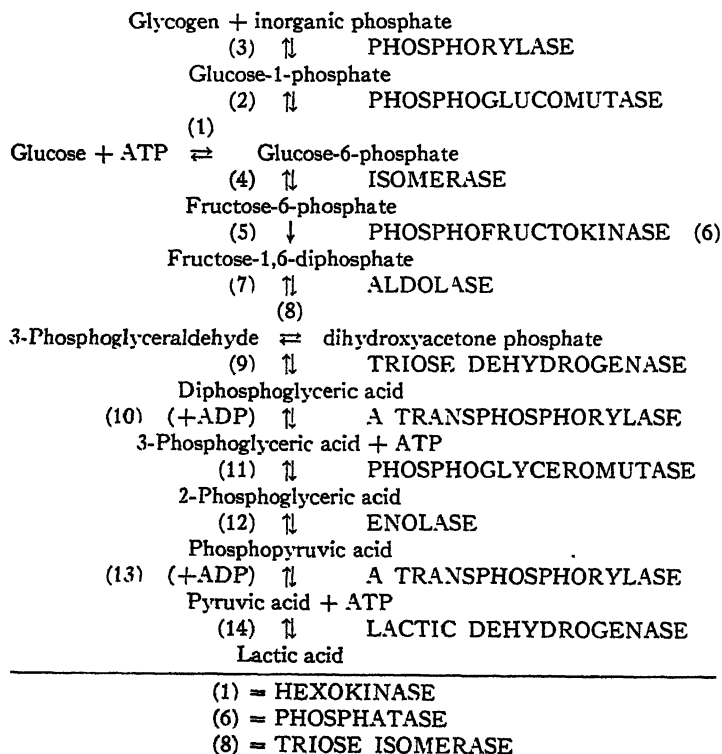 Glycogen + inorganic phosphate
(3) ⇅ PHOSPHORYLASE
Glucose-1-phosphate
(2) ⇅ PHOSPHOGLUCOMUTASE
(1)
Glucose + ATP ⇄ Glucose-6-phosphate
(4) ⇅ ISOMERASE
Fructose-6-phosphate
(5) ↓ PHOSPHOFRUCTOKINASE (6)
Fructose-1,6-diphosphate
(7) ⇅ ALDOLASE
(8)
3-Phosphoglyceraldehyde ⇄ dihydroxyacetone phosphate
(9) ⇅ TRIOSE DEHYDROGENASE
Diphosphoglyceric acid
(10) (+ADP) ⇅ A TRANSPHOSPHORYLASE
3-Phosphoglyceric acid + ATP
(11) ⇅ PHOSPHOGLYCEROMUTASE
2-Phosphoglyceric acid
(12) ⇅ ENOLASE
Phosphopyruvic acid
(13) (+ADP) ⇅ A TRANSPHOSPHORYLASE
Pyruvic acid + ATP
(14) ⇅ LACTIC DEHYDROGENASE
Lactic acid
(1) = HEXOKINASE
(6) = PHOSPHATASE
(8) = TRIOSE ISOMERASE